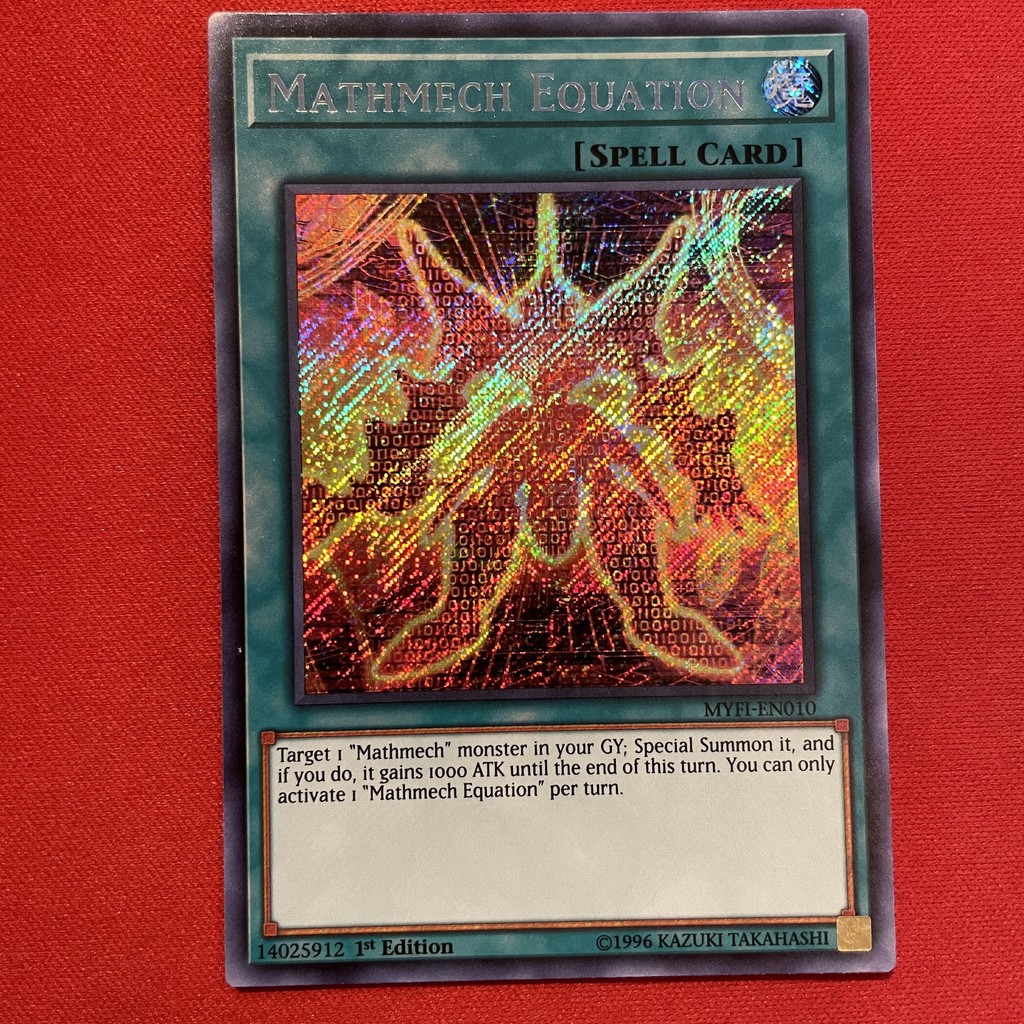 MATHMECH EQUATION 魔
[SPELL CARD]
MYFI-EN010
Target 1 "Mathmech" monster in your GY; Special Summon it, and
if you do, it gains 1000 ATK until the end of this turn. You can only
activate 1 "Mathmech Equation" per turn.
14025912 1st Edition ©1996 KAZUKI TAKAHASHI